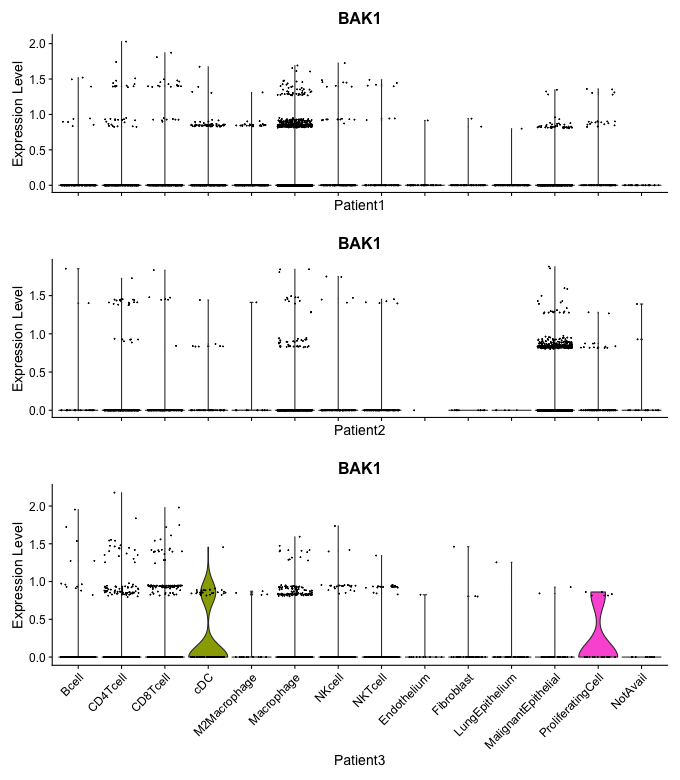 BAK1
Expression Level
2.0
1.5
1.0
0.5
0.0
Patient1
BAK1
Expression Level
1.5
1.0
0.5
0.0
Patient2
BAK1
Expression Level
2.0
1.5
1.0
0.5
0.0
Bcell
CD4Tcell
CD8Tcell
cDC
M2Macrophage
Macrophage
NKcell
NKTcell
Endothelium
Fibroblast
LungEpithelium
MalignantEpithelial
ProliferatingCell
NotAvail
Patient3